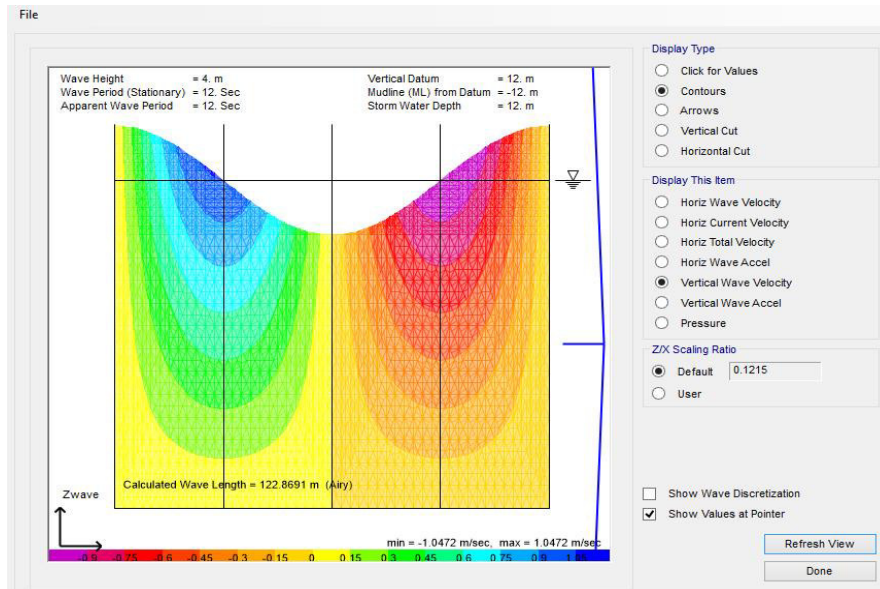 File
Wave Height = 4. m
Wave Period (Stationary) = 12. Sec
Apparent Wave Period = 12. Sec
Vertical Datum = 12. m
Mudline (ML) from Datum = -12. m
Storm Water Depth = 12. m
Calculated Wave Length = 122.8691 m (Airy)
Zwave
min = -1.0472 m/sec, max = 1.0472 m/sec
-0.9 -0.75 -0.6 -0.45 -0.3 -0.15 0 0.15 0.3 0.45 0.6 0.75 0.9 1.05
Display Type
Click for Values
Contours
Arrows
Vertical Cut
Horizontal Cut
Display This Item
Horiz Wave Velocity
Horiz Current Velocity
Horiz Total Velocity
Horiz Wave Accel
Vertical Wave Velocity
Vertical Wave Accel
Pressure
Z/X Scaling Ratio
Default 0.1215
User
Show Wave Discretization
Show Values at Pointer
Refresh View
Done